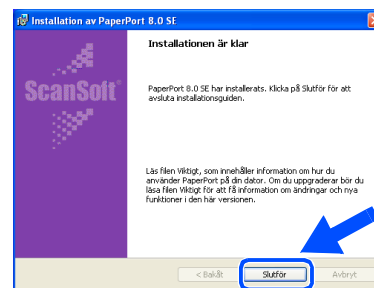 Installation av PaperPort 8.0 SE
Installationen är klar
ScanSoft
PaperPort 8.0 SE har installerats. Klicka på Slutför för att
avsluta installationsguiden.
Läs filen Viktigt, som innehåller information om hur du
använder PaperPort på din dator. Om du uppgraderar bör du
läsa filen Viktigt för att få information om ändringar och nya
funktioner i den här versionen.
< Bakåt
Slutför
Avbryt